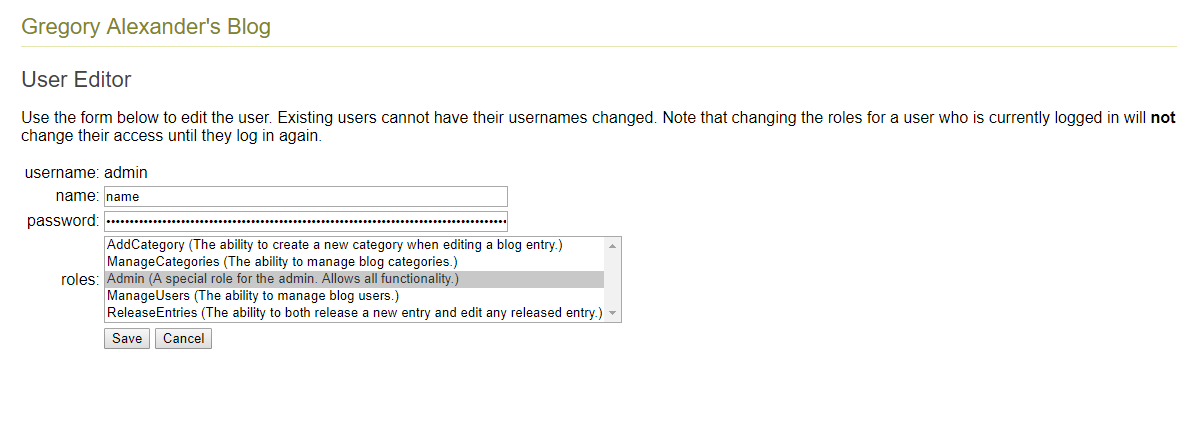 Gregory Alexander's Blog
User Editor
Use the form below to edit the user. Existing users cannot have their usernames changed. Note that changing the roles for a user who is currently logged in will not
change their access until they log in again.
username: admin
name: name
password: ••••••••••••••••••••••••••••••••••••••••••••••••••••••••••••••••••••••••••••••••
AddCategory (The ability to create a new category when editing a blog entry.)
ManageCategories (The ability to manage blog categories.)
roles: Admin (A special role for the admin. Allows all functionality.)
ManageUsers (The ability to manage blog users.)
ReleaseEntries (The ability to both release a new entry and edit any released entry.)
Save Cancel